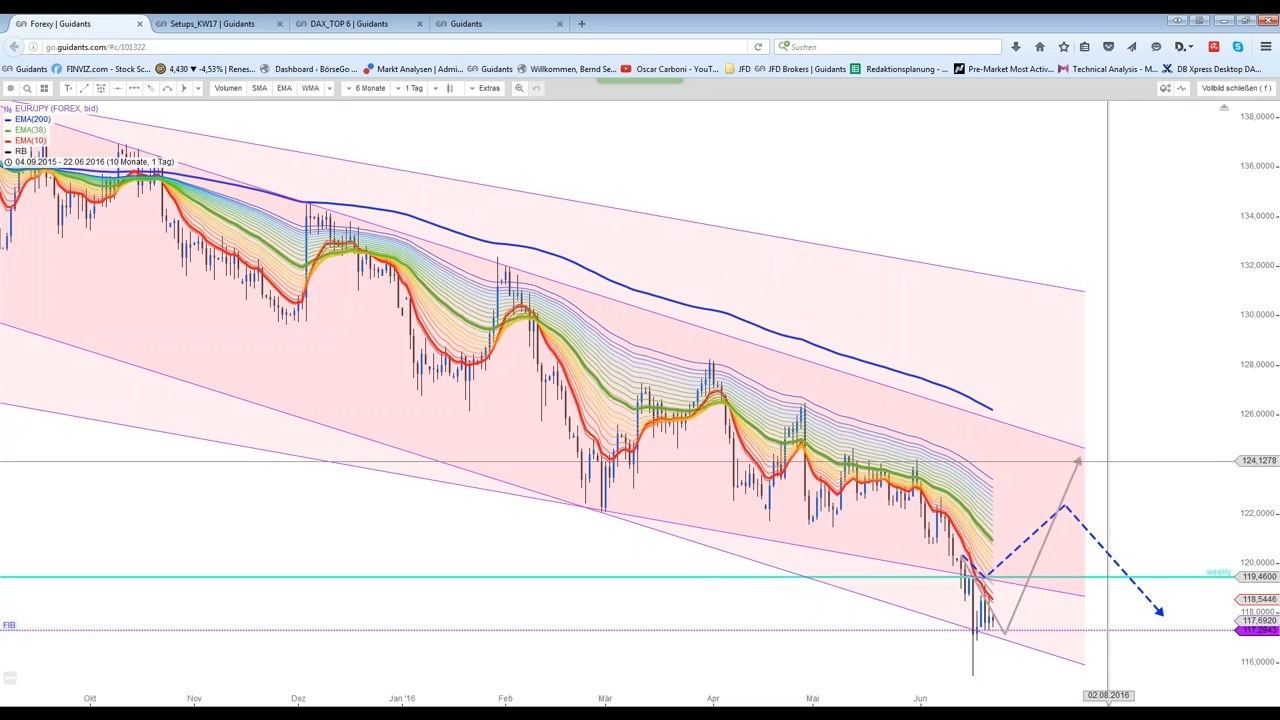 Forexy | Guidants
Setups_KW17 | Guidants
DAX_TOP 6 | Guidants
Guidants
go.guidants.com/#c/101322
Suchen
Guidants
FINVIZ.com - Stock Sc...
4,430 ▼ -4,53% | Renes...
Dashboard ‹ BörseGo ...
Markt Analysen | Admi...
Guidants
Willkommen, Bernd Se...
Oscar Carboni - YouT...
JFD
JFD Brokers | Guidants
Redaktionsplanung - ...
Pre-Market Most Activ...
Technical Analysis - M...
DB Xpress Desktop DA...
Volumen
SMA
EMA
WMA
6 Monate
1 Tag
Extras
Vollbild schließen ( f )
EUR/JPY (FOREX, bid)
EMA(200)
EMA(38)
EMA(10)
RB
04.09.2015 - 22.06.2016 (10 Monate, 1 Tag)
138,0000
136,0000
134,0000
132,0000
130,0000
128,0000
126,0000
124,1278
122,0000
120,0000
weekly
119,4600
118,5446
118,0000
117,6920
FIB
117,2943
116,0000
Okt
Nov
Dez
Jan '16
Feb
Mär
Apr
Mai
Jun
02.08.2016